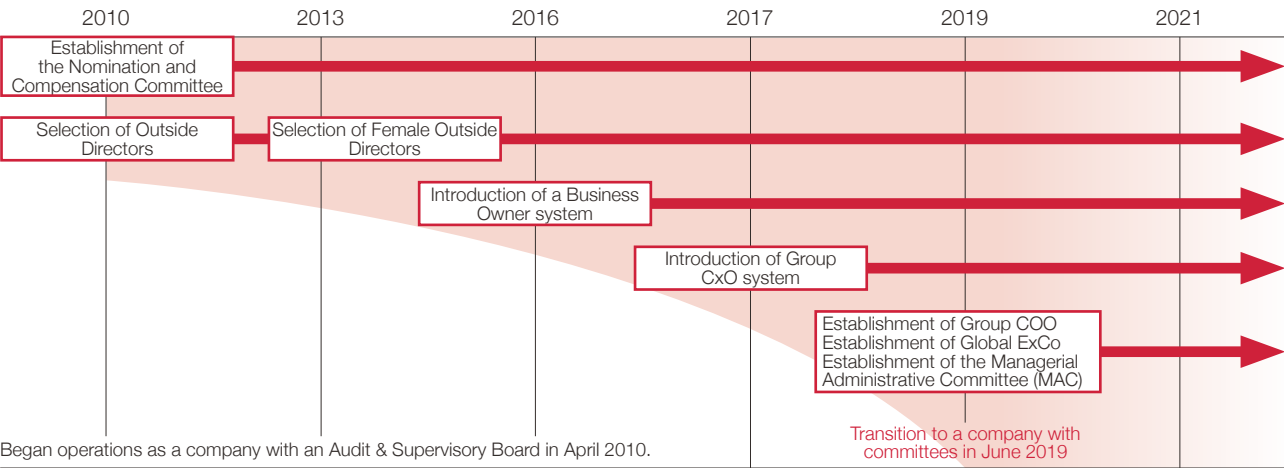 2010 2013 2016 2017 2019 2021
Establishment of
the Nomination and
Compensation Committee
Selection of Outside
Directors
Selection of Female Outside
Directors
Introduction of a Business
Owner system
Introduction of Group
CxO system
Establishment of Group COO
Establishment of Global ExCo
Establishment of the Managerial
Administrative Committee (MAC)
Began operations as a company with an Audit & Supervisory Board in April 2010.
Transition to a company with
committees in June 2019